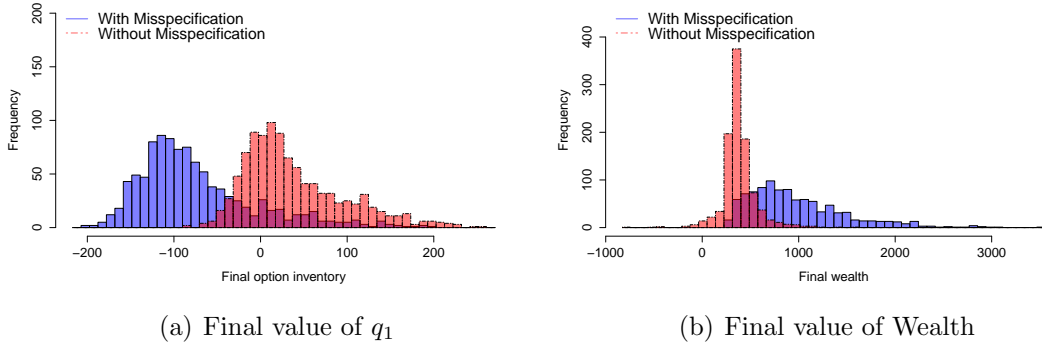 With Misspecification
Without Misspecification
Frequency
200
150
100
50
0
−200
−100
0
100
200
Final option inventory
(a) Final value of q₁
With Misspecification
Without Misspecification
Frequency
400
300
200
100
0
−1000
0
1000
2000
3000
Final wealth
(b) Final value of Wealth